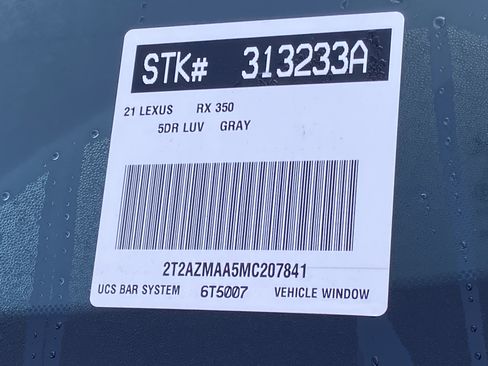 STK# 313233A
21 LEXUS RX 350
5DR LUV GRAY
2T2AZMAA5MC207841
UCS BAR SYSTEM 6T5007 VEHICLE WINDOW